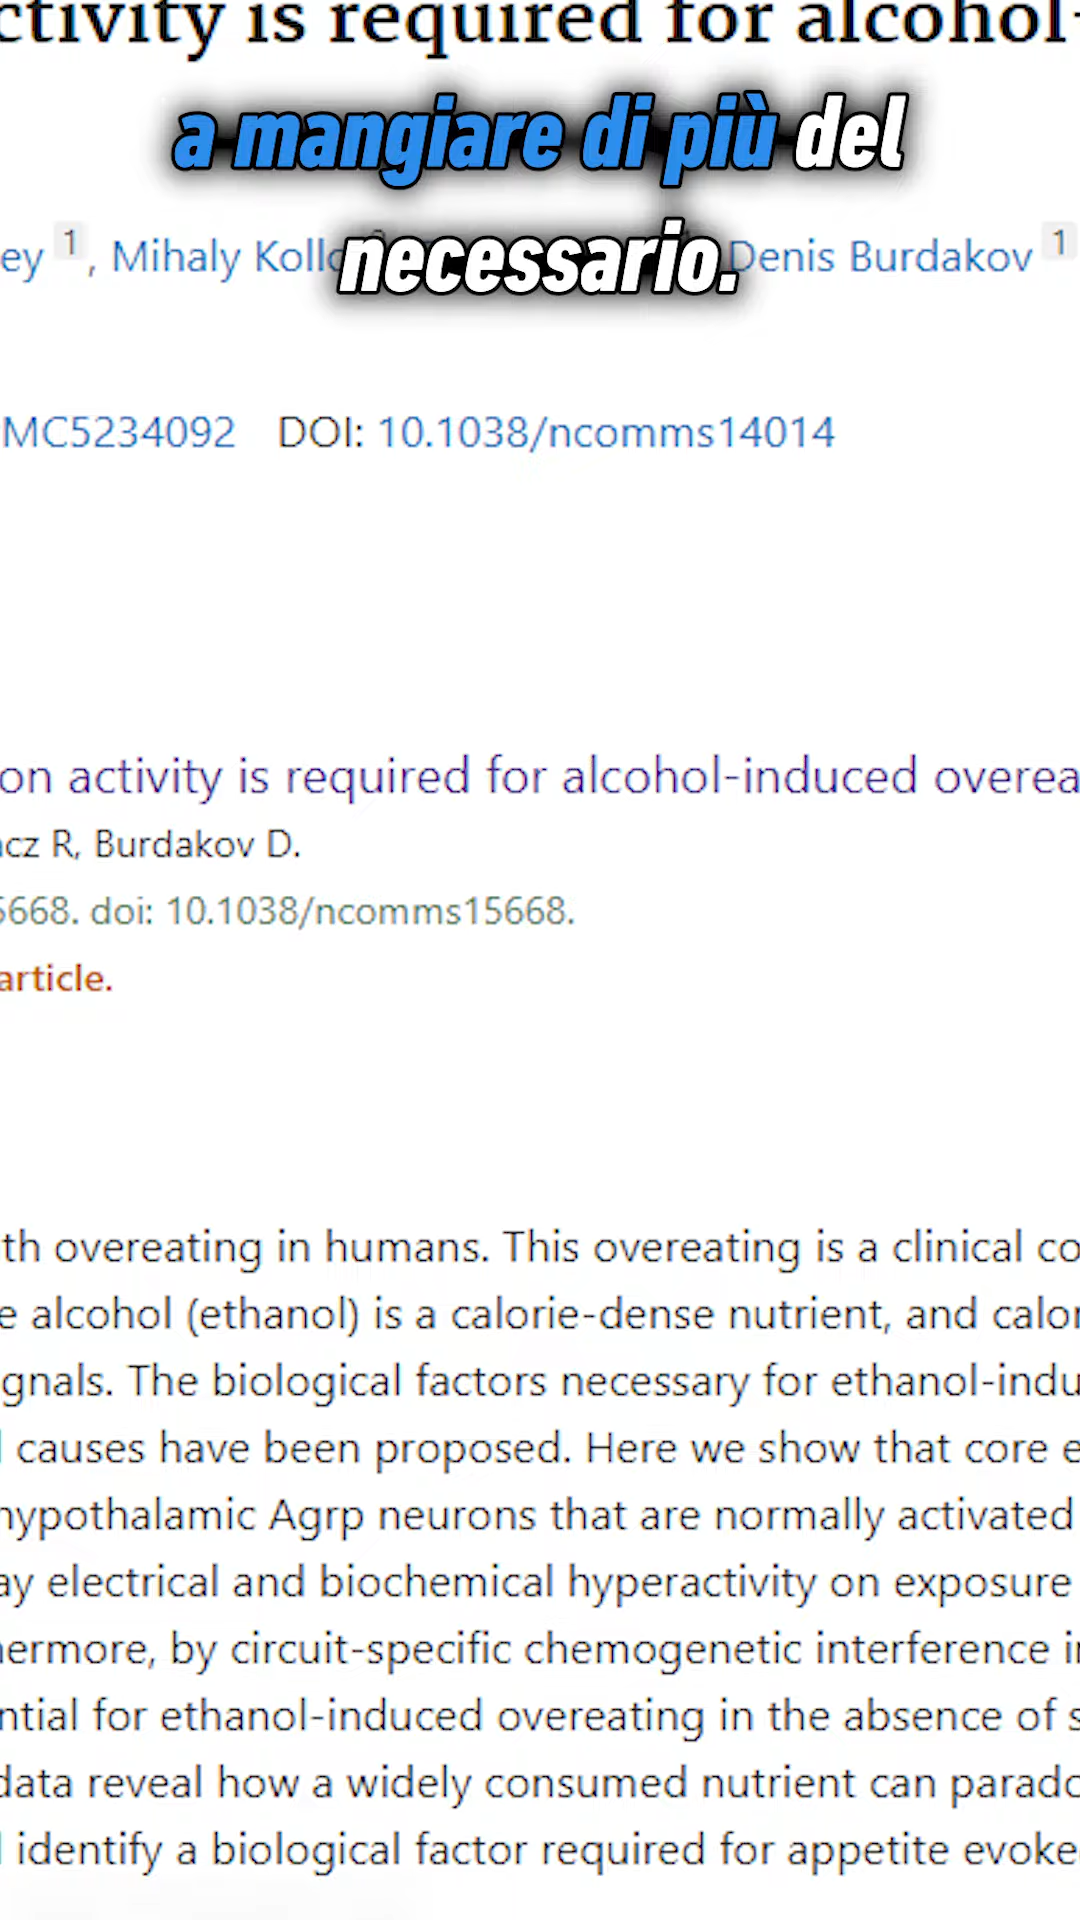 ctivity is required for alcohol-
a mangiare di più del
necessario.
ey 1, Mihaly Kollo Denis Burdakov 1
MC5234092 DOI: 10.1038/ncomms14014
on activity is required for alcohol-induced overea
cz R, Burdakov D.
5668. doi: 10.1038/ncomms15668.
article.
th overeating in humans. This overeating is a clinical co
e alcohol (ethanol) is a calorie-dense nutrient, and calor
gnals. The biological factors necessary for ethanol-indu
causes have been proposed. Here we show that core e
hypothalamic Agrp neurons that are normally activated
ay electrical and biochemical hyperactivity on exposure
hermore, by circuit-specific chemogenetic interference i
ntial for ethanol-induced overeating in the absence of s
data reveal how a widely consumed nutrient can parado
identify a biological factor required for appetite evoke